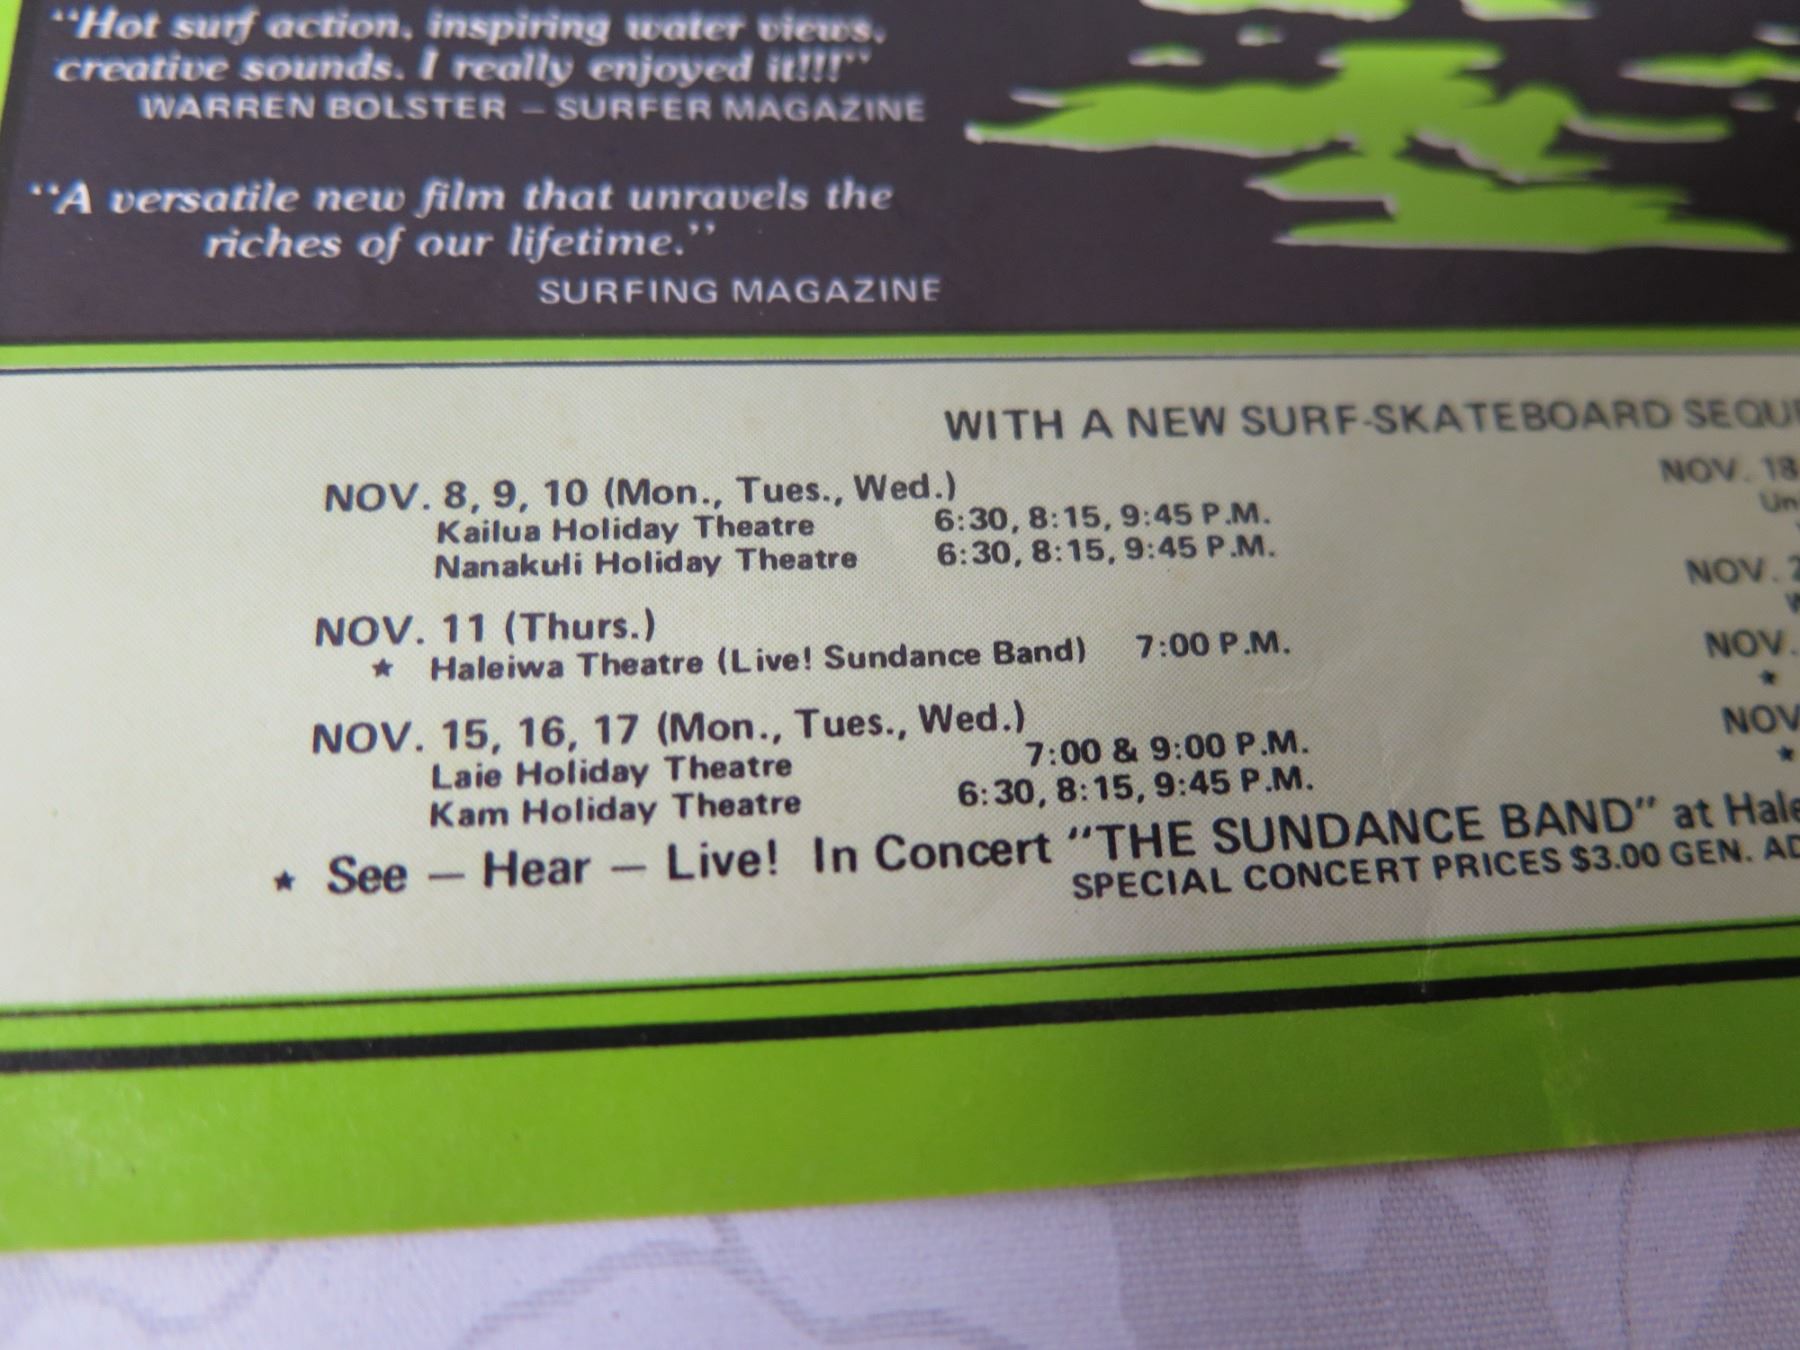 “Hot surf action, inspiring water views,
creative sounds. I really enjoyed it!!!”
WARREN BOLSTER – SURFER MAGAZINE
“A versatile new film that unravels the
riches of our lifetime.”
SURFING MAGAZINE
WITH A NEW SURF-SKATEBOARD
NOV. 8, 9, 10 (Mon., Tues., Wed.)
Kailua Holiday Theatre 6:30, 8:15, 9:45 P.M.
Nanakuli Holiday Theatre 6:30, 8:15, 9:45 P.M.
NOV. 11 (Thurs.)
★ Haleiwa Theatre (Live! Sundance Band) 7:00 P.M.
NOV. 15, 16, 17 (Mon., Tues., Wed.)
Laie Holiday Theatre 7:00 & 9:00 P.M.
Kam Holiday Theatre 6:30, 8:15, 9:45 P.M.
★ See – Hear – Live! In Concert “THE SUNDANCE BAND” at
SPECIAL CONCERT PRICES $3.00 GEN.
NOV. 18
NOV.
NOV.
★
NOV
★